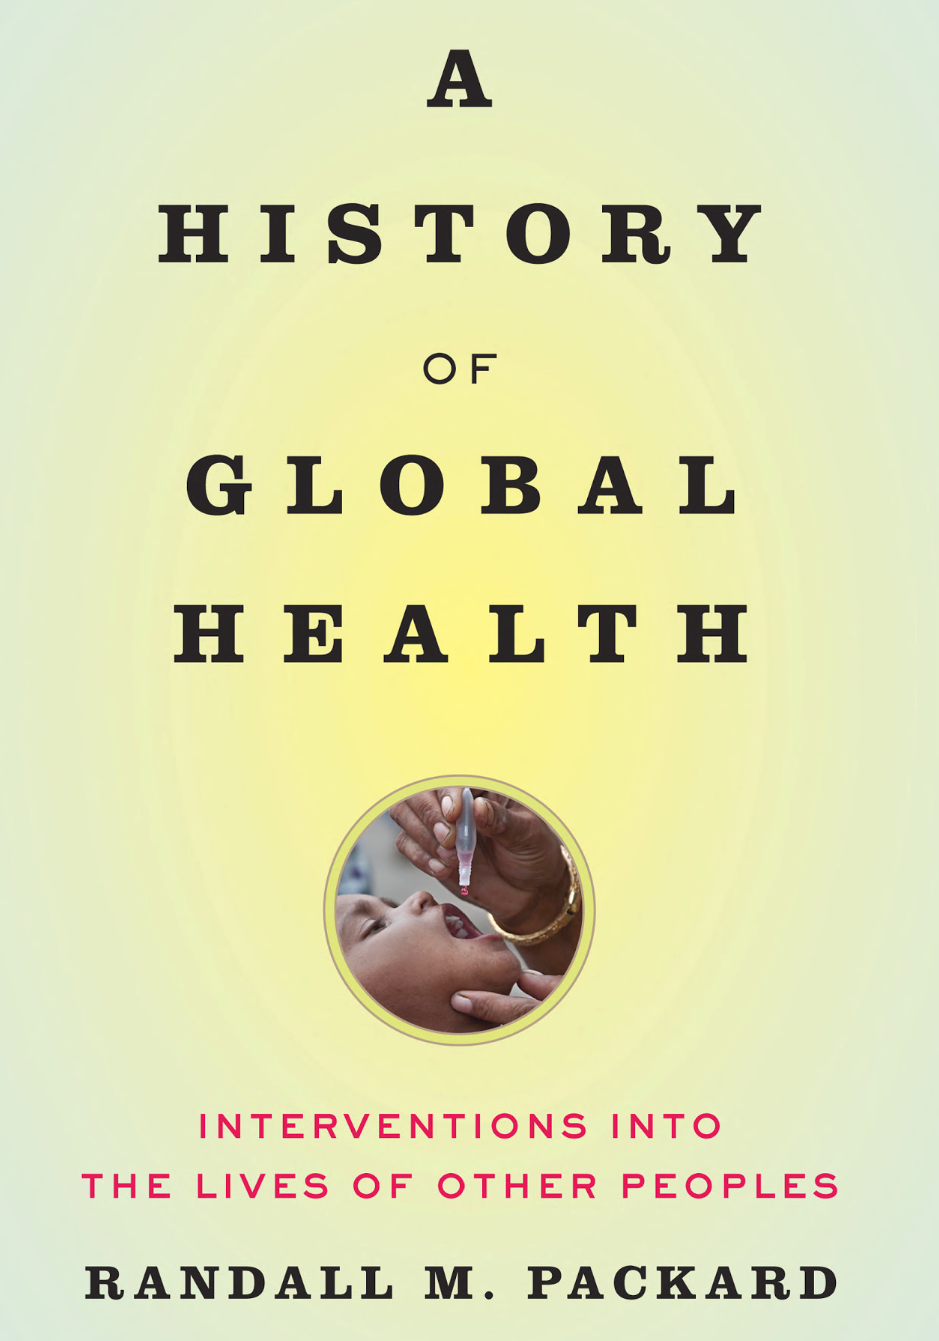 A
HISTORY
OF
GLOBAL
HEALTH
INTERVENTIONS INTO
THE LIVES OF OTHER PEOPLES
RANDALL M. PACKARD